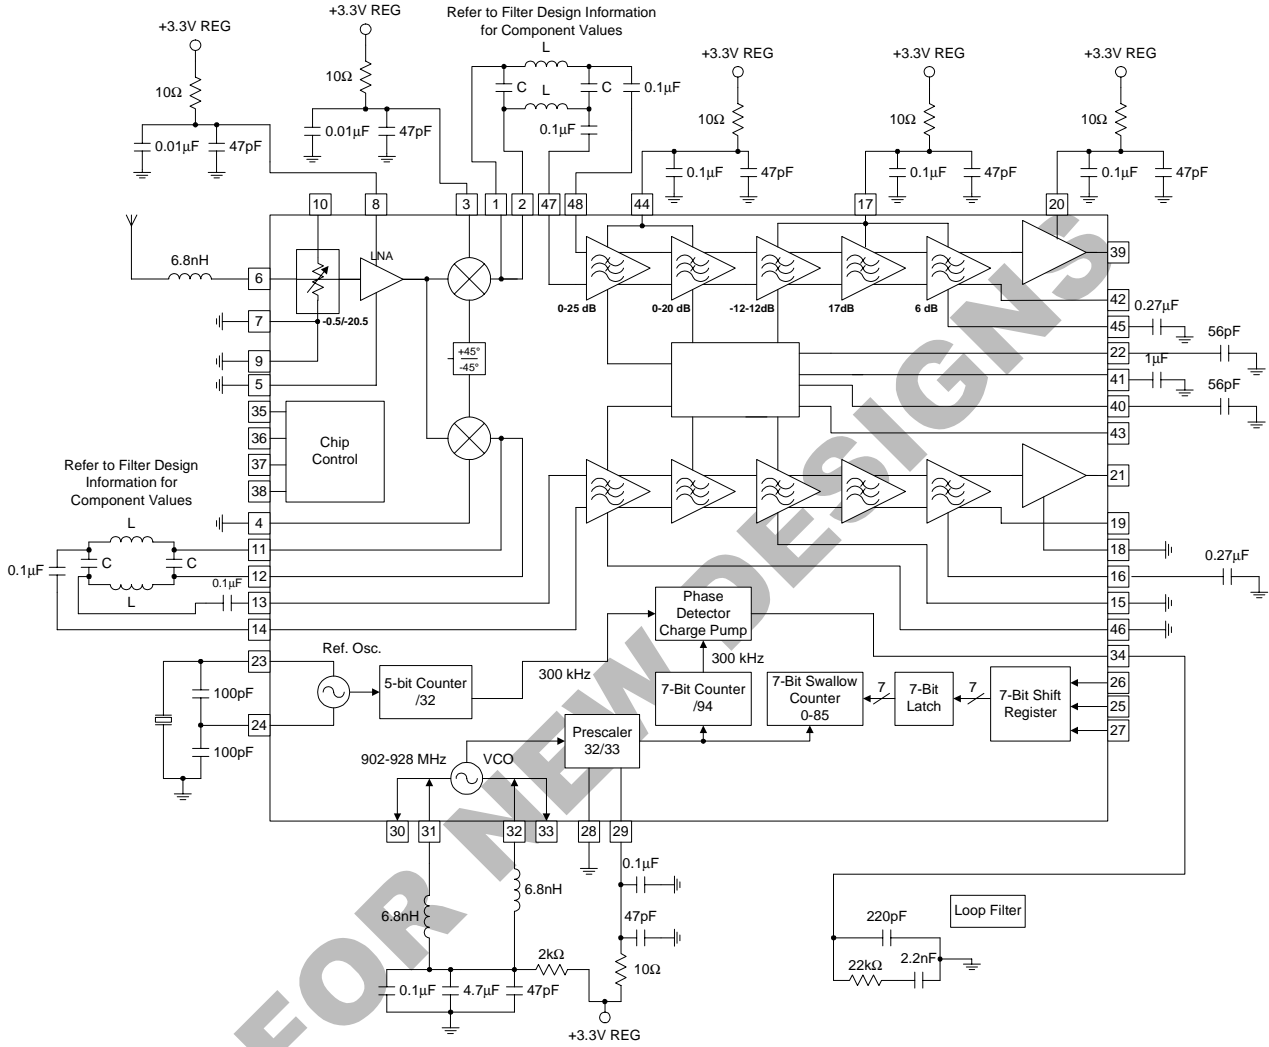 Refer to Filter Design Information
for Component Values
+3.3V REG
+3.3V REG
+3.3V REG
+3.3V REG
+3.3V REG
10Ω
10Ω
10Ω
10Ω
10Ω
0.01µF
47pF
0.01µF
47pF
L
C
L
C
0.1µF
0.1µF
0.1µF
47pF
0.1µF
47pF
0.1µF
47pF
10
8
3
1
2
47
48
44
17
20
6.8nH
6
LNA
-0.5/-20.5
0-25 dB
0-20 dB
-12-12dB
17dB
6 dB
39
42
7
9
5
+45°
-45°
45
0.27µF
22
56pF
41
1µF
40
56pF
43
35
36
37
38
Chip
Control
Refer to Filter Design
Information for
Component Values
4
11
12
13
14
L
C
C
L
0.1µF
0.1µF
21
19
18
16
0.27µF
15
46
34
23
24
100pF
100pF
Ref. Osc.
5-bit Counter
/32
300 kHz
Phase
Detector
Charge Pump
300 kHz
7-Bit Counter
/94
7-Bit Swallow
Counter
0-85
7
7-Bit
Latch
7
7-Bit Shift
Register
26
25
27
Prescaler
32/33
902-928 MHz
VCO
30
31
32
33
28
29
6.8nH
6.8nH
0.1µF
47pF
10Ω
2kΩ
0.1µF
4.7µF
47pF
+3.3V REG
220pF
22kΩ
2.2nF
Loop Filter
FOR NEW DESIGNS